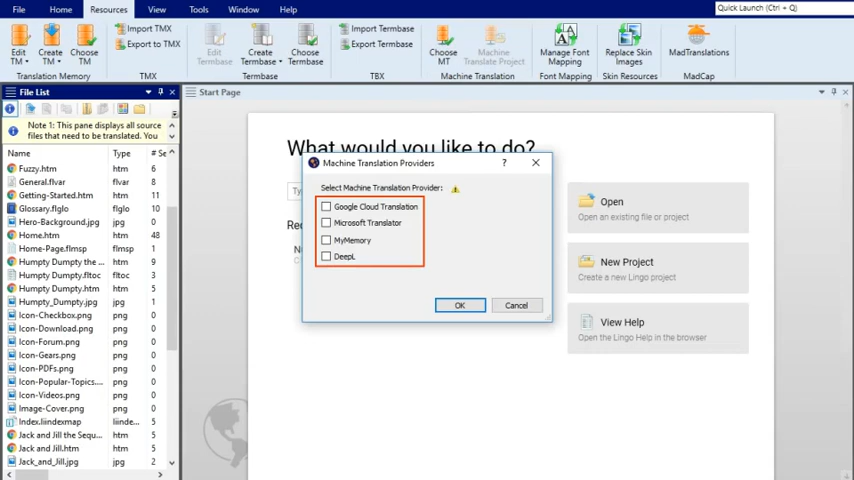 File Home Resources View Tools Window Help
Quick Launch (Ctrl + Q)
Edit TM
Create TM
Choose TM
Import TMX
Export to TMX
Edit Termbase
Create Termbase
Choose Termbase
Import Termbase
Export Termbase
Choose MT
Machine Translate Project
Manage Font Mapping
Replace Skin Images
MadTranslations
Translation Memory
TMX
Termbase
TBX
Machine Translation
Font Mapping
Skin Resources
MadCap
File List
Start Page
Note 1: This pane displays all source
files that need to be translated. You
Name Type # Se
Fuzzy.htm htm 6
General.flvar flvar 8
Getting-Started.htm htm 11
Glossary.flglo flglo 10
Hero-Background.jpg jpg 0
Home.htm htm 48
Home-Page.flmsp flmsp 1
Humpty Dumpty the ... htm 0
Humpty Dumpty.fltoc fltoc 3
Humpty Dumpty.htm htm 5
Humpty_Dumpty.jpg jpg 1
Icon-Checkbox.png png 0
Icon-Download.png png 0
Icon-Forum.png png 0
Icon-Gears.png png 0
Icon-PDFs.png png 0
Icon-Popular-Topics.... png 0
Icon-Videos.png png 0
Image-Cover.png png 0
Index.liindexmap liinde... 5
Jack and Jill the Sequ... htm 5
Jack and Jill.htm htm 5
Jack_and_Jill.jpg jpg 2
What would you like to do?
Machine Translation Providers
?
Select Machine Translation Provider:
Google Cloud Translation
Microsoft Translator
MyMemory
DeepL
OK Cancel
Open
Open an existing file or project
New Project
Create a new Lingo project
View Help
Open the Lingo Help in the browser